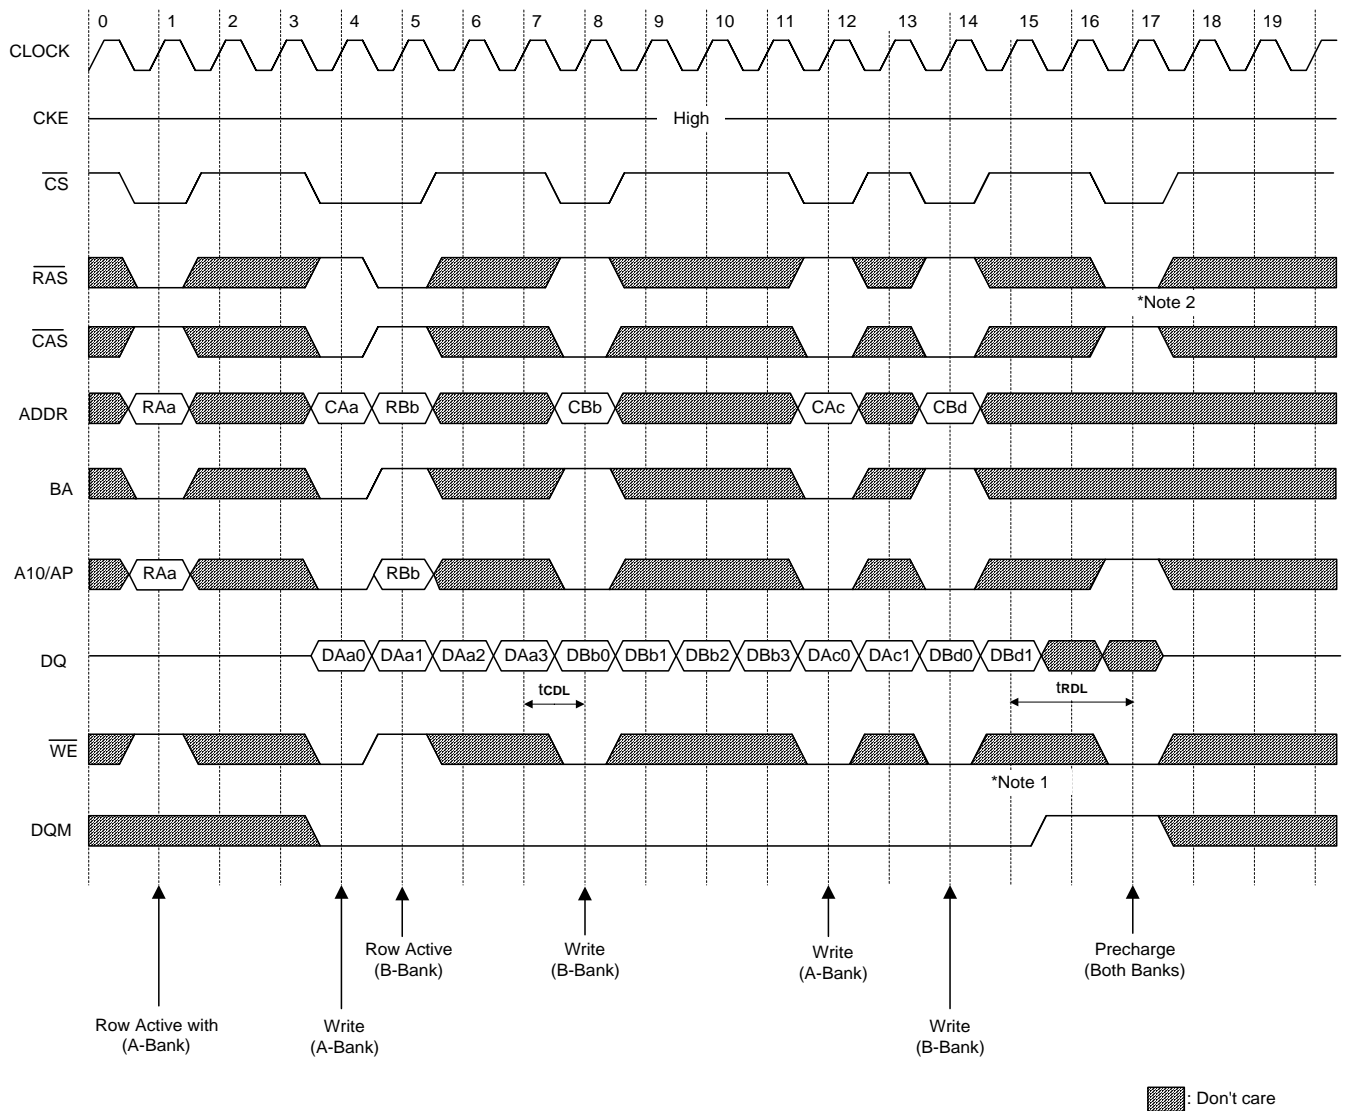 0 1 2 3 4 5 6 7 8 9 10 11 12 13 14 15 16 17 18 19
CLOCK
CKE High
CS
RAS
*Note 2
CAS
ADDR RAa CAa RBb CBb CAc CBd
BA
A10/AP RAa RBb
DQ DAa0 DAa1 DAa2 DAa3 DBb0 DBb1 DBb2 DBb3 DAc0 DAc1 DBd0 DBd1
tCDL tRDL
WE
*Note 1
DQM
Row Active
(B-Bank)
Write
(B-Bank)
Write
(A-Bank)
Precharge
(Both Banks)
Row Active with
(A-Bank)
Write
(A-Bank)
Write
(B-Bank)
: Don't care